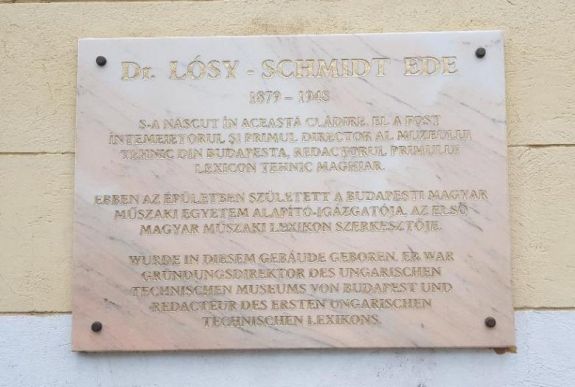 Dr. LÓSY - SCHMIDT EDE
1879 - 1948
S-A NĂSCUT ÎN ACEASTĂ CLĂDIRE. EL A FOST
ÎNTEMEIETORUL ȘI PRIMUL DIRECTOR AL MUZEULUI
TEHNIC DIN BUDAPESTA, REDACTORUL PRIMULUI
LEXICON TEHNIC MAGHIAR.
EBBEN AZ ÉPÜLETBEN SZÜLETETT A BUDAPESTI MAGYAR
MŰSZAKI EGYETEM ALAPÍTÓ-IGAZGATÓJA. AZ ELSŐ
MAGYAR MŰSZAKI LEXIKON SZERKESZTŐJE.
WURDE IN DIESEM GEBÄUDE GEBOREN. ER WAR
GRÜNDUNGSDIREKTOR DES UNGARISCHEN
TECHNISCHEN MUSEUMS VON BUDAPEST UND
REDACTEUR DES ERSTEN UNGARISCHEN
TECHNISCHEN LEXIKONS.